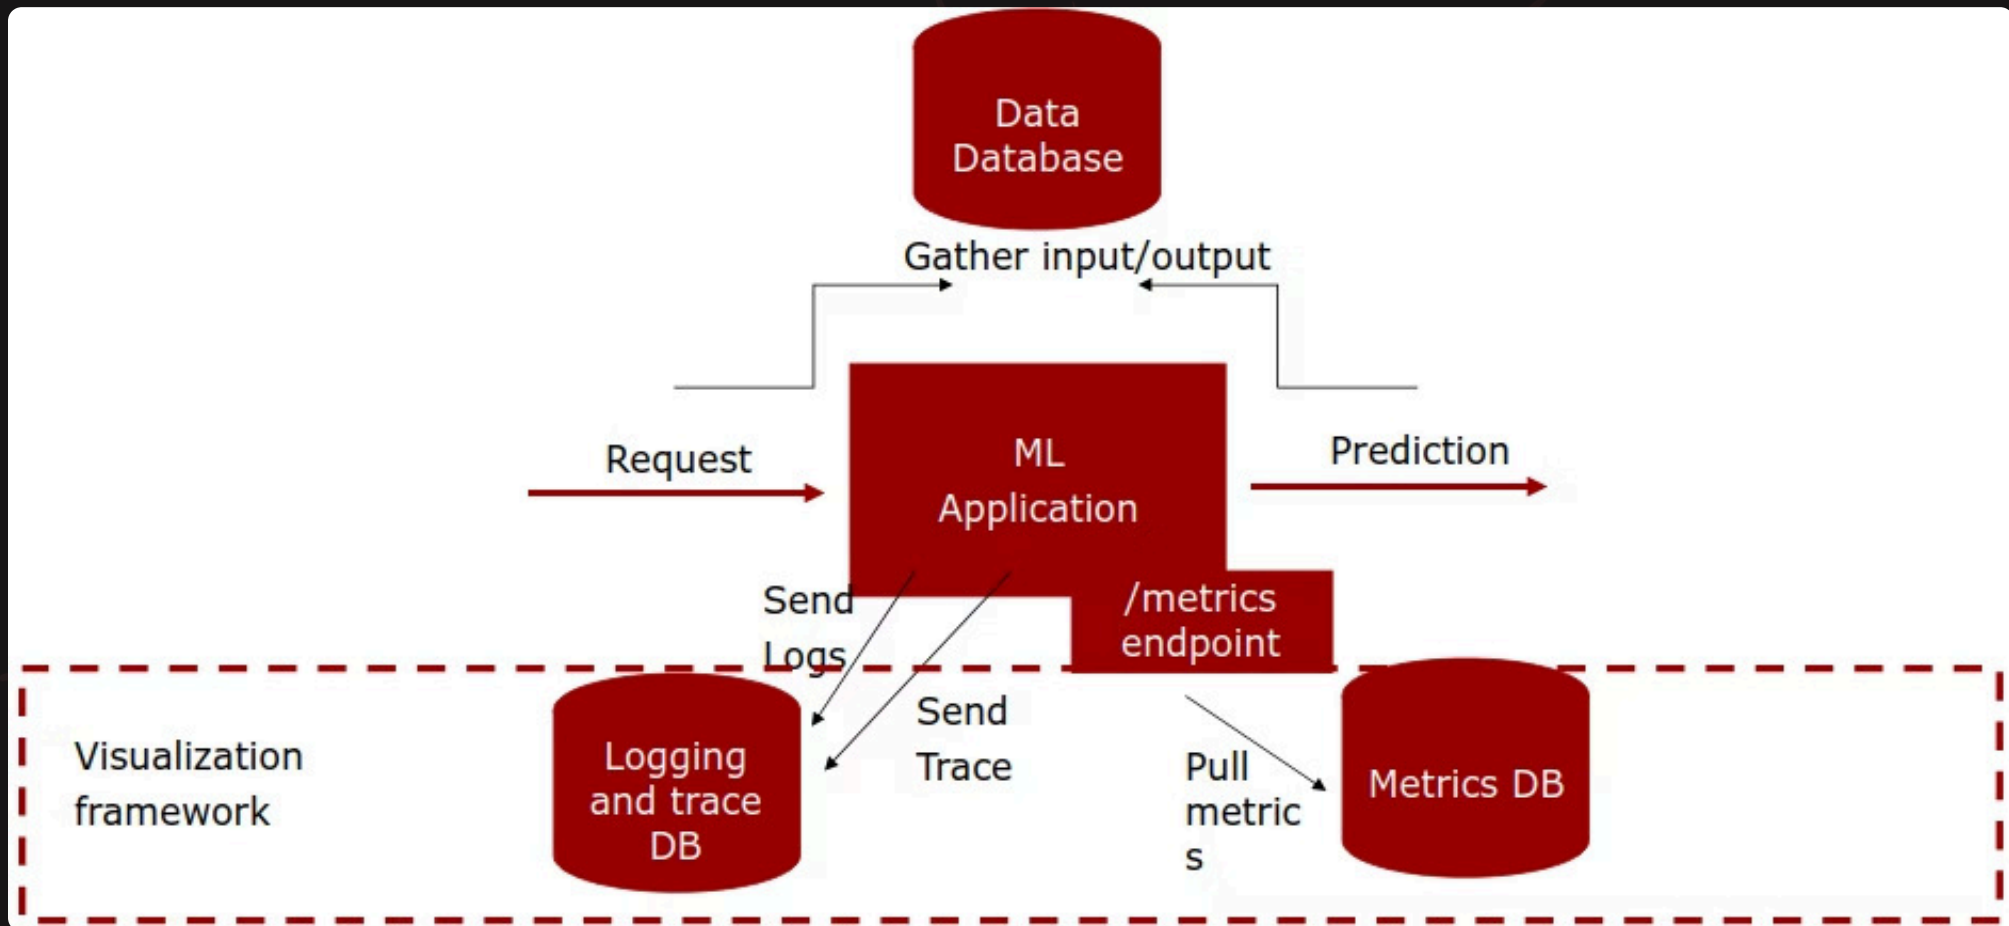 Data
Database
Gather input/output
Request
ML
Application
Prediction
Send
Logs
/metrics
endpoint
Send
Trace
Visualization
framework
Logging
and trace
DB
Pull
metric
s
Metrics DB